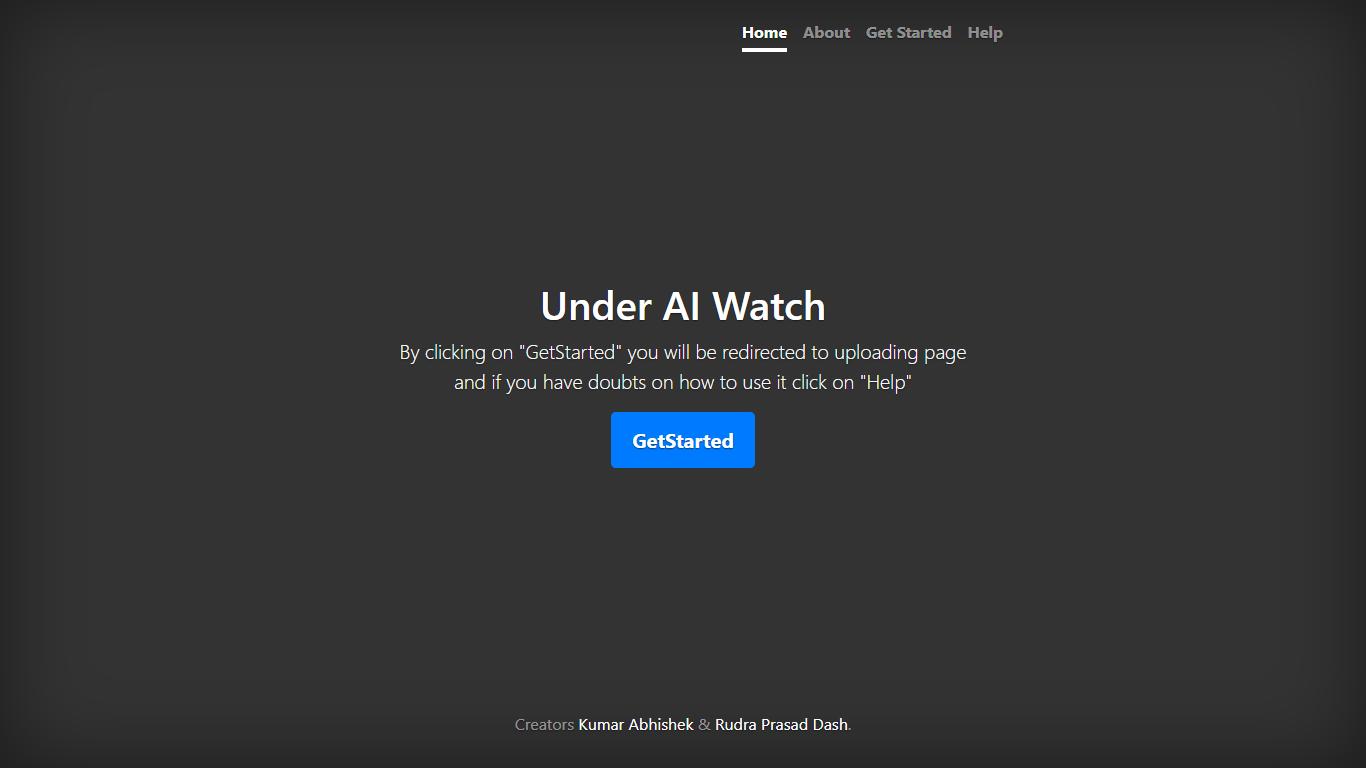 Home About Get Started Help
Under AI Watch
By clicking on "GetStarted" you will be redirected to uploading page
and if you have doubts on how to use it click on "Help"
GetStarted
Creators Kumar Abhishek & Rudra Prasad Dash.